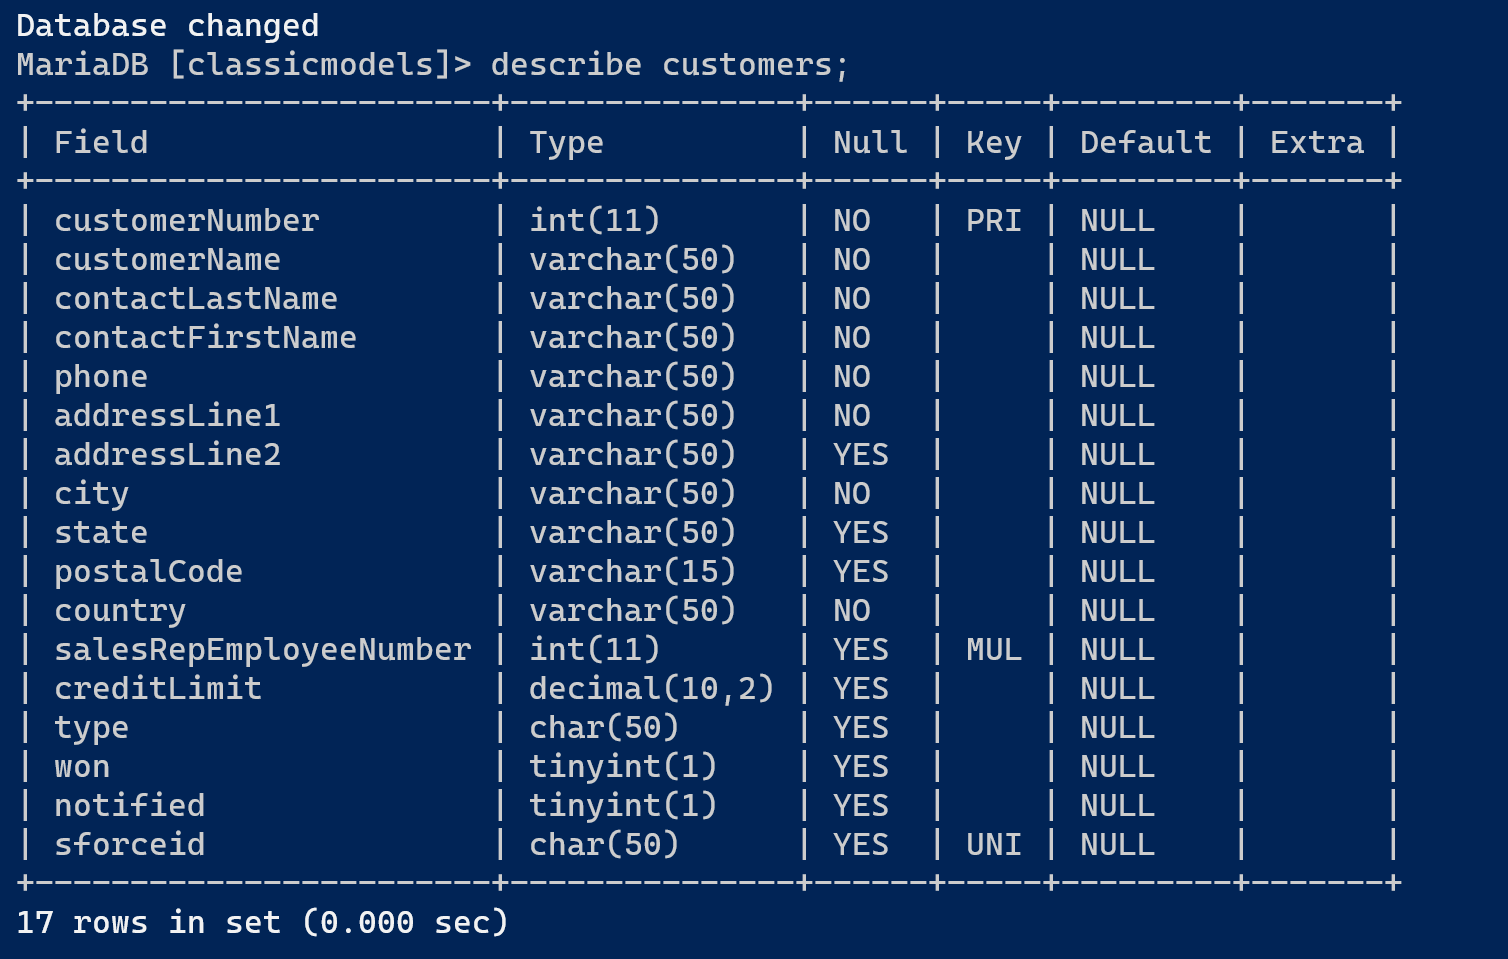 Database changed
MariaDB [classicmodels]> describe customers;
+------------------------+---------------+------+-----+---------+-------+
| Field                  | Type          | Null | Key | Default | Extra |
+------------------------+---------------+------+-----+---------+-------+
| customerNumber         | int(11)       | NO   | PRI | NULL    |       |
| customerName           | varchar(50)   | NO   |     | NULL    |       |
| contactLastName        | varchar(50)   | NO   |     | NULL    |       |
| contactFirstName       | varchar(50)   | NO   |     | NULL    |       |
| phone                  | varchar(50)   | NO   |     | NULL    |       |
| addressLine1           | varchar(50)   | NO   |     | NULL    |       |
| addressLine2           | varchar(50)   | YES  |     | NULL    |       |
| city                   | varchar(50)   | NO   |     | NULL    |       |
| state                  | varchar(50)   | YES  |     | NULL    |       |
| postalCode             | varchar(15)   | YES  |     | NULL    |       |
| country                | varchar(50)   | NO   |     | NULL    |       |
| salesRepEmployeeNumber | int(11)       | YES  | MUL | NULL    |       |
| creditLimit            | decimal(10,2) | YES  |     | NULL    |       |
| type                   | char(50)      | YES  |     | NULL    |       |
| won                    | tinyint(1)    | YES  |     | NULL    |       |
| notified               | tinyint(1)    | YES  |     | NULL    |       |
| sforceid               | char(50)      | YES  | UNI | NULL    |       |
+------------------------+---------------+------+-----+---------+-------+
17 rows in set (0.000 sec)